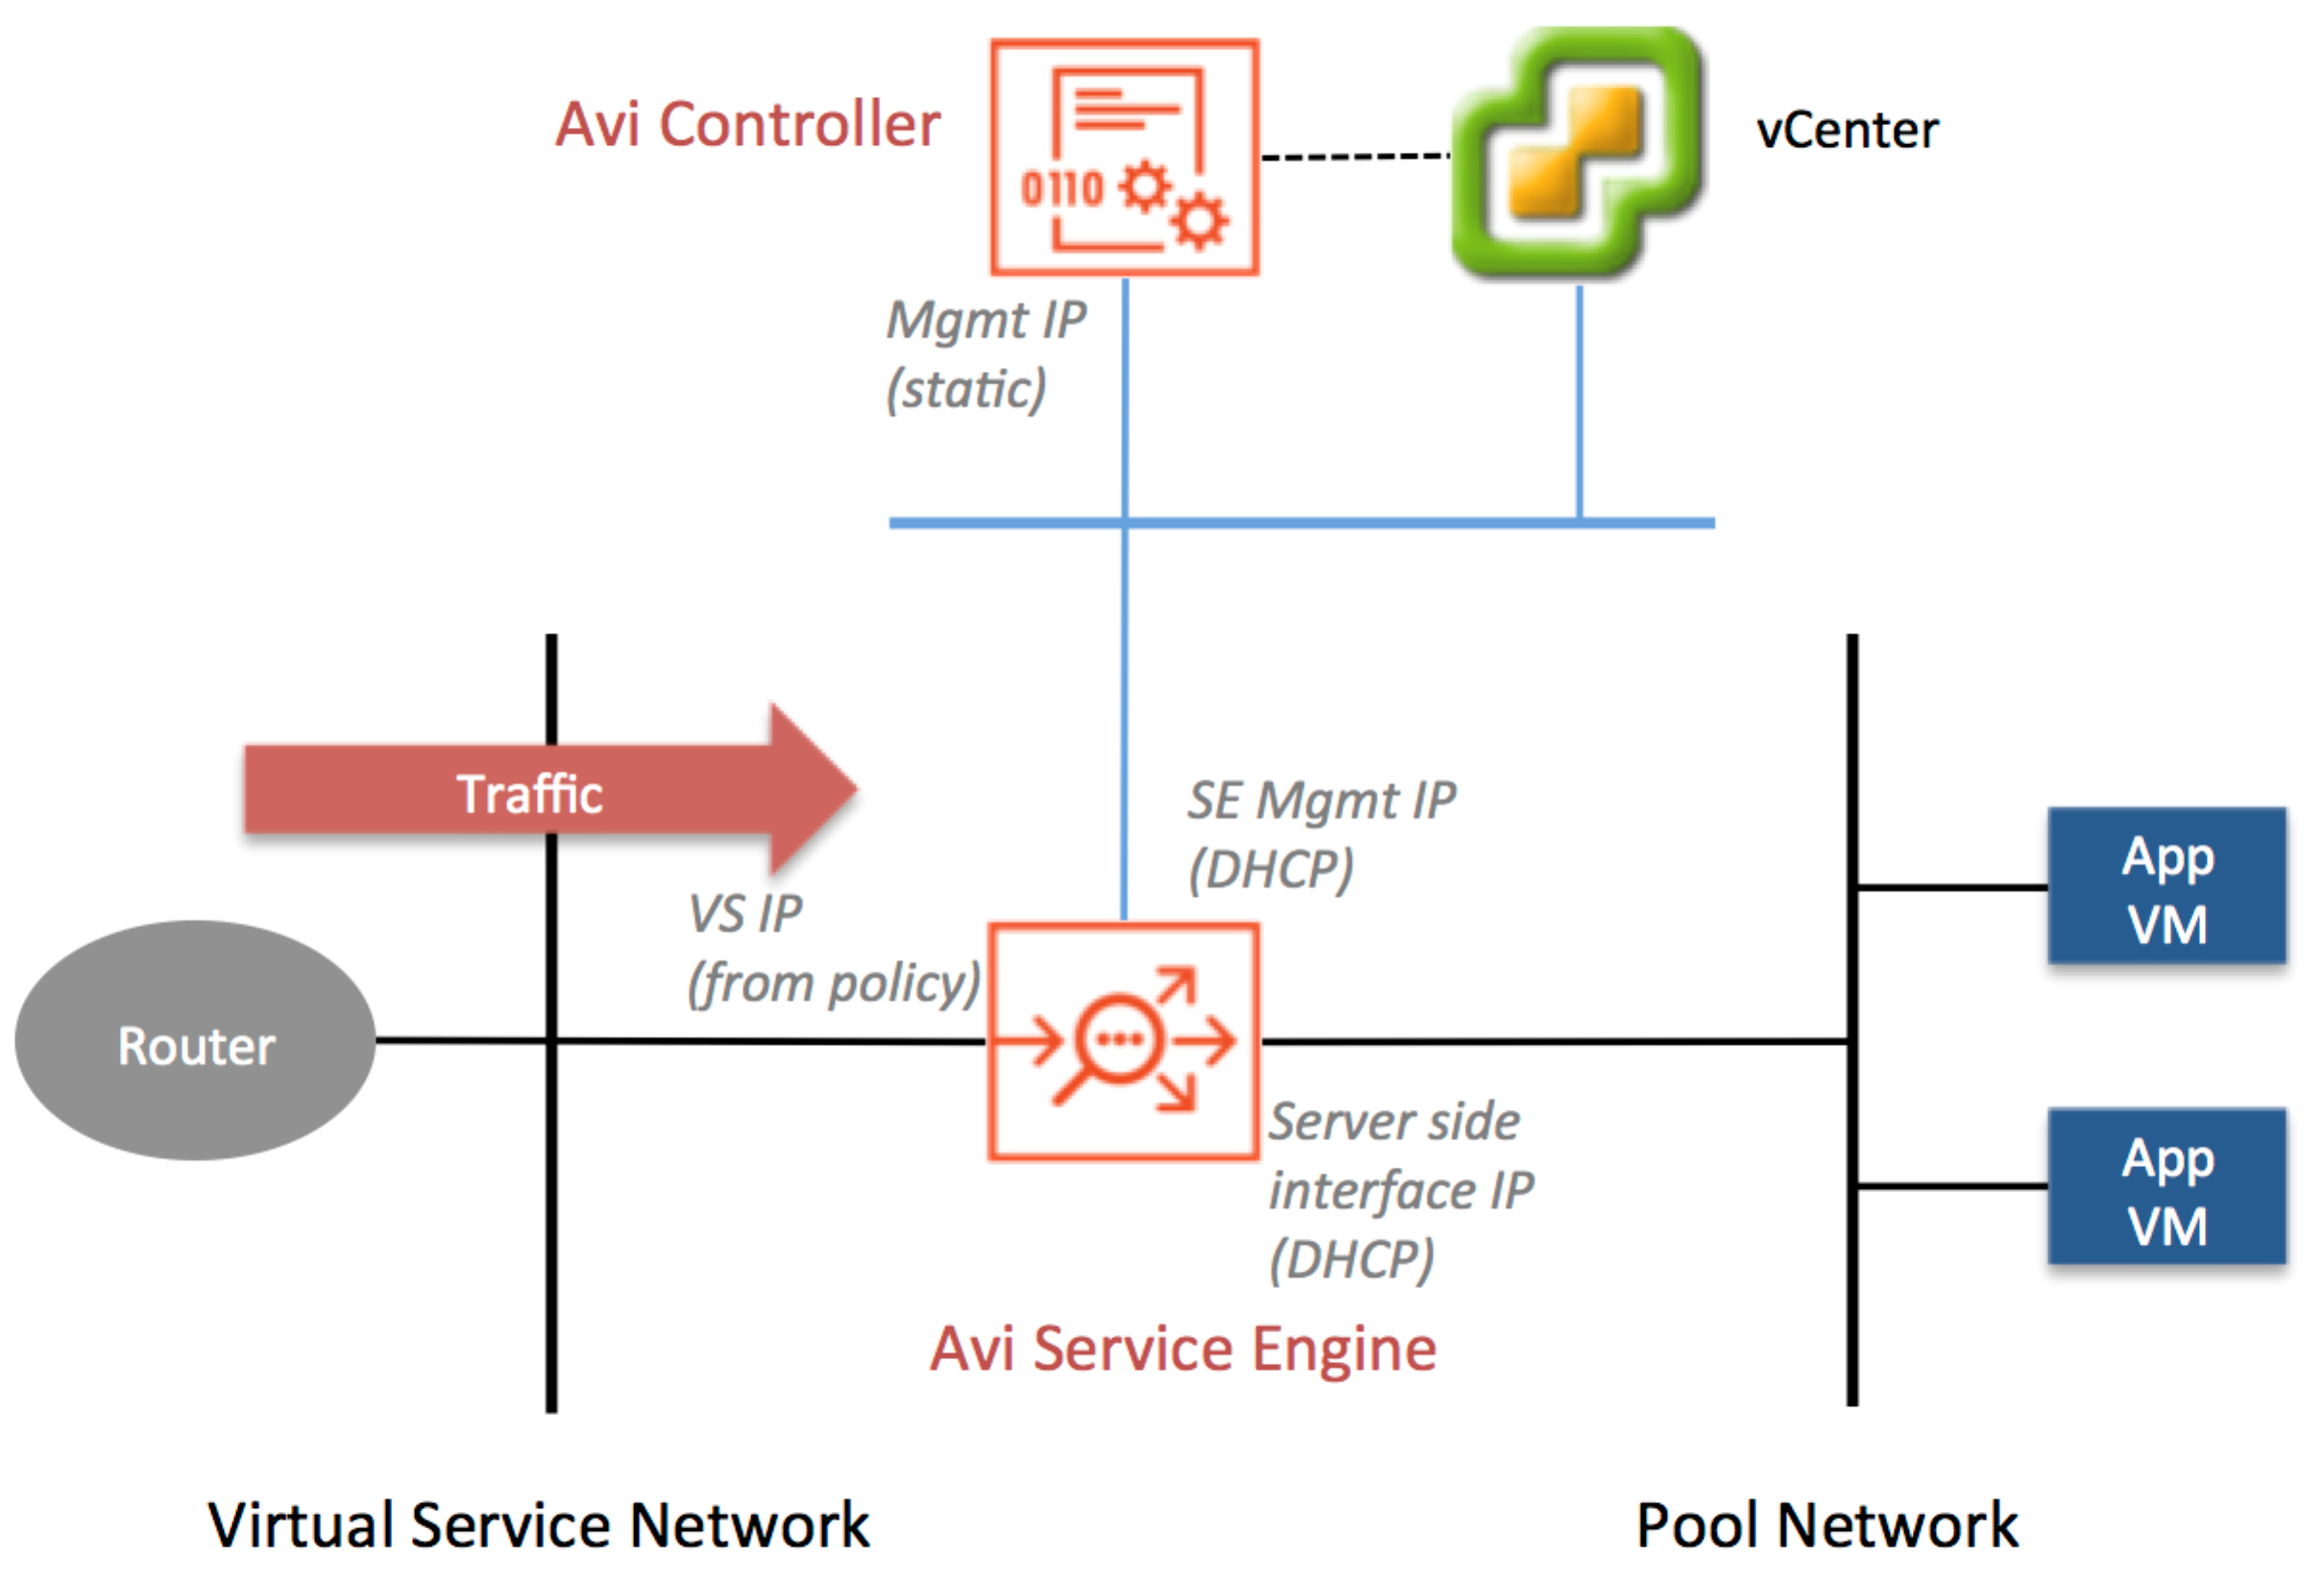 Avi Controller
0110
vCenter
Mgmt IP
(static)
Traffic
SE Mgmt IP
(DHCP)
VS IP
(from policy)
App
VM
Router
Server side
interface IP
(DHCP)
App
VM
Avi Service Engine
Virtual Service Network
Pool Network